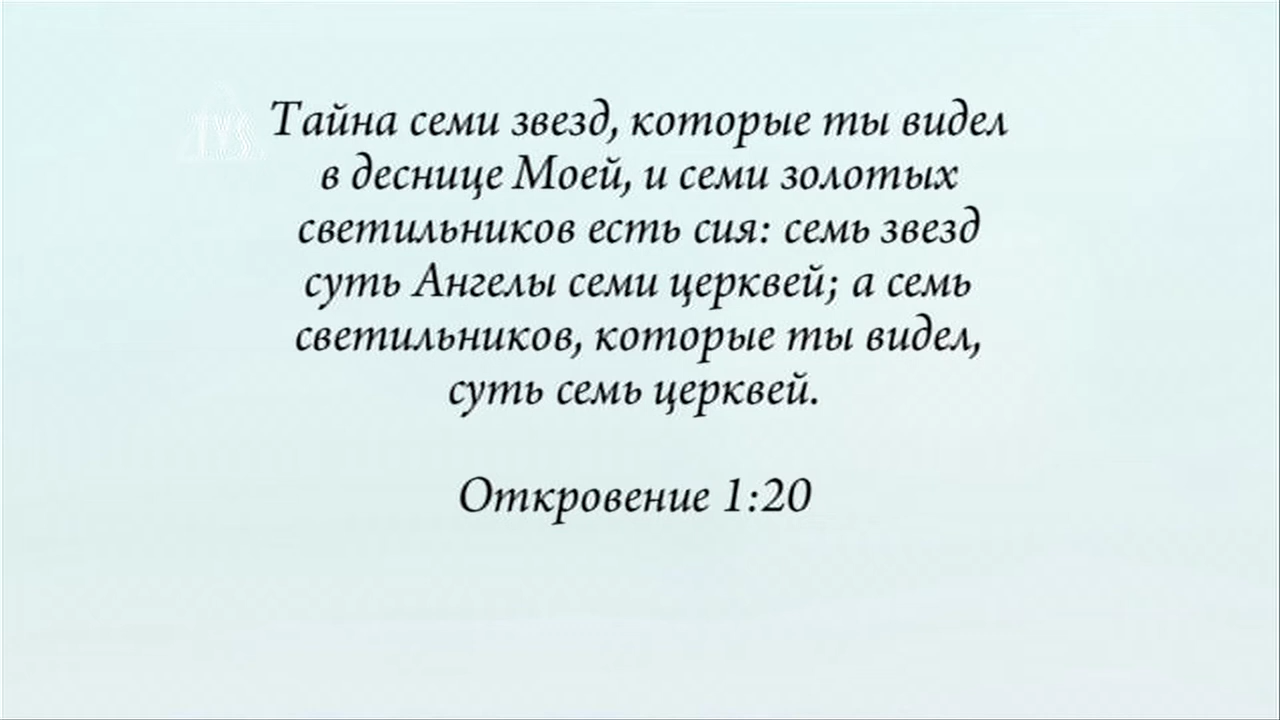 Тайна семи звезд, которые ты видел
в деснице Моей, и семи золотых
светильников есть сия: семь звезд
суть Ангелы семи церквей; а семь
светильников, которые ты видел,
суть семь церквей.
Откровение 1:20